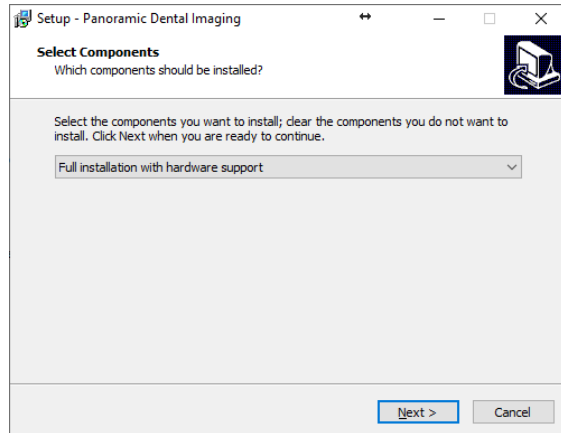 Setup - Panoramic Dental Imaging
Select Components
Which components should be installed?
Select the components you want to install; clear the components you do not want to
install. Click Next when you are ready to continue.
Full installation with hardware support
Next >
Cancel